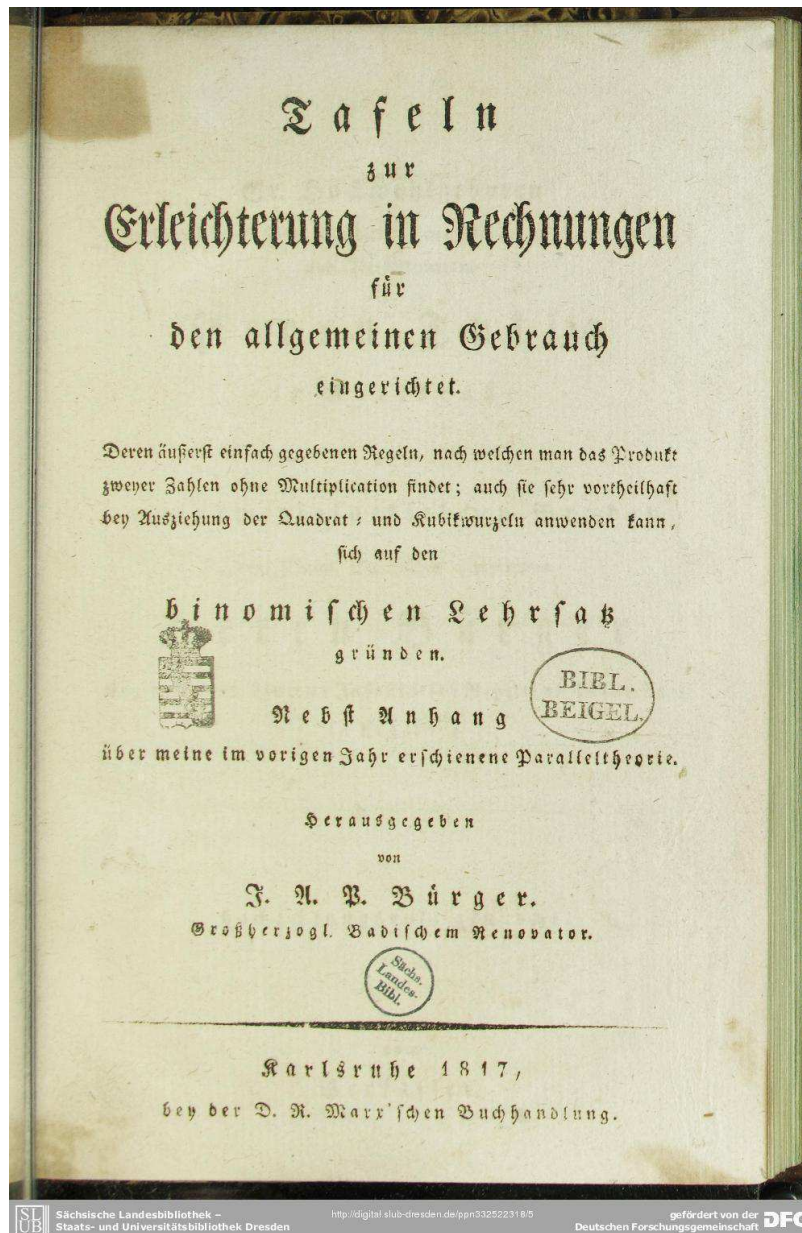 Tafeln
zur
Erleichterung in Rechnungen
für
den allgemeinen Gebrauch
eingerichtet.
Deren äußerst einfach gegebenen Regeln, nach welchen man das Produkt
zweyer Zahlen ohne Multiplication findet; auch sie sehr vortheilhaft
bey Ausziehung der Quadrat- und Kubikwurzeln anwenden kann,
sich auf den
binomischen Lehrsatz
gründen.
BIBL.
BEIGEL.
Nebst Anhang
über meine im vorigen Jahr erschienene Paralleltheorie.
Herausgegeben
von
J. A. P. Bürger.
Großherzogl. Badischem Renovator.
Sächs.
Landes-
Bibl.
Karlsruhe 1817,
bey der D. R. Marx'schen Buchhandlung.
SLUB
Sächsische Landesbibliothek –
Staats- und Universitätsbibliothek Dresden
http://digital.slub-dresden.de/ppn332522318/5
gefördert von der
Deutschen Forschungsgemeinschaft
DFG